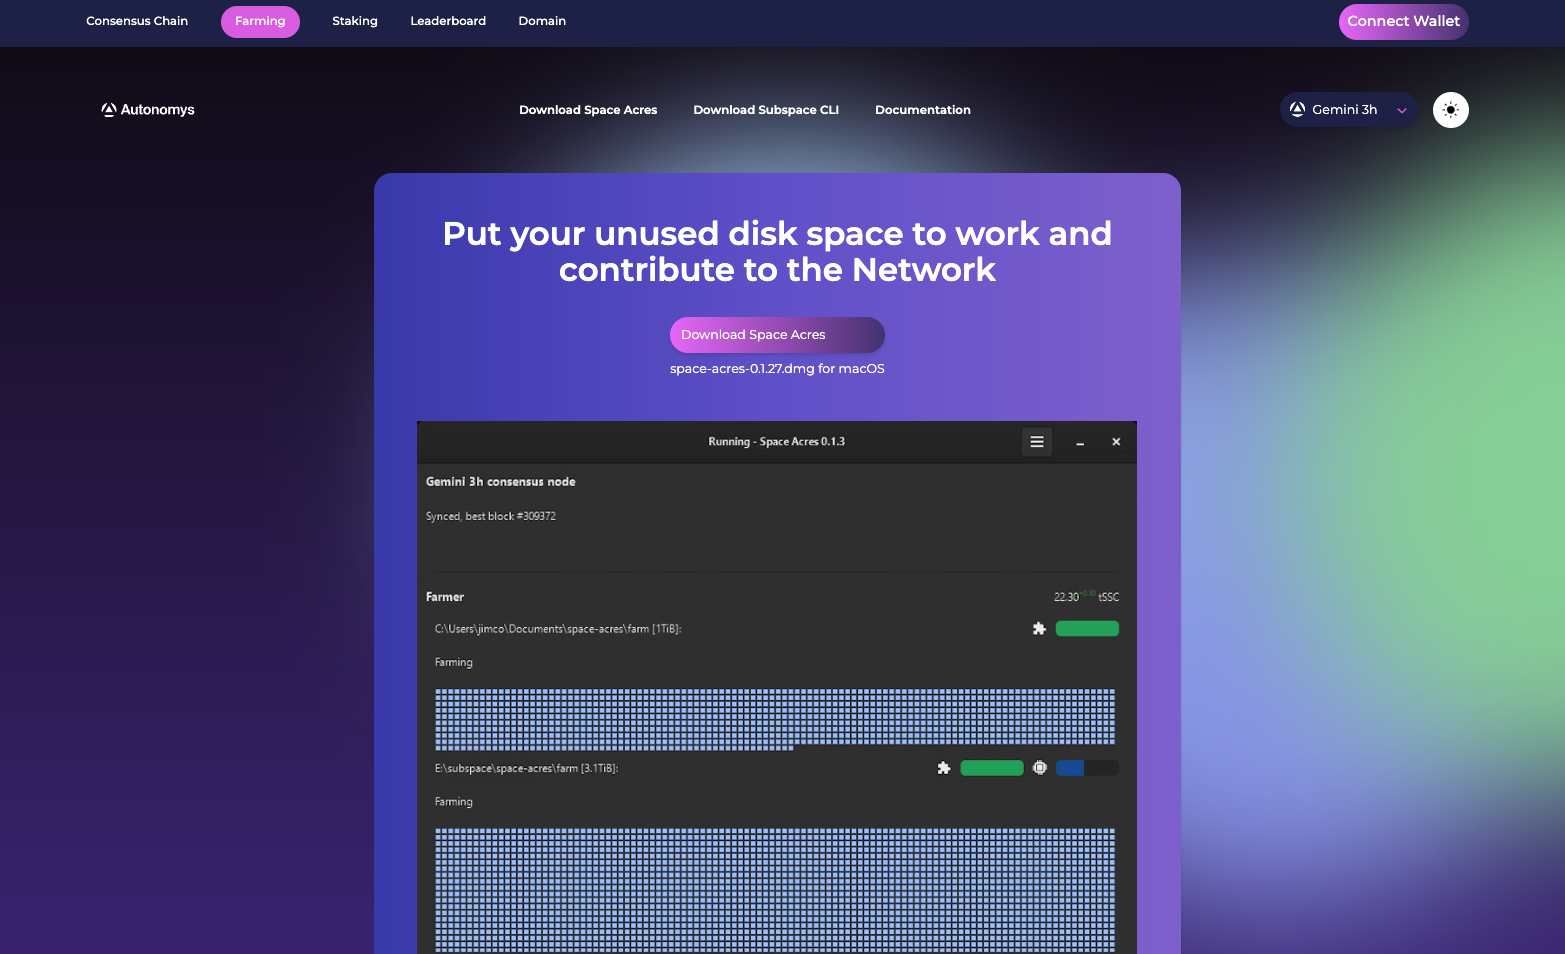 Consensus Chain
Farming
Staking
Leaderboard
Domain
Connect Wallet
Autonomys
Download Space Acres
Download Subspace CLI
Documentation
Gemini 3h
Put your unused disk space to work and
contribute to the Network
Download Space Acres
space-acres-0.1.27.dmg for macOS
Running - Space Acres 0.1.3
Gemini 3h consensus node
Synced, best block #309372
Farmer
22.30+0.30 tSSC
C:\Users\jimco\Documents\space-acres\farm [1TiB]:
Farming
E:\subspace\space-acres\farm [3.1TiB]:
Farming